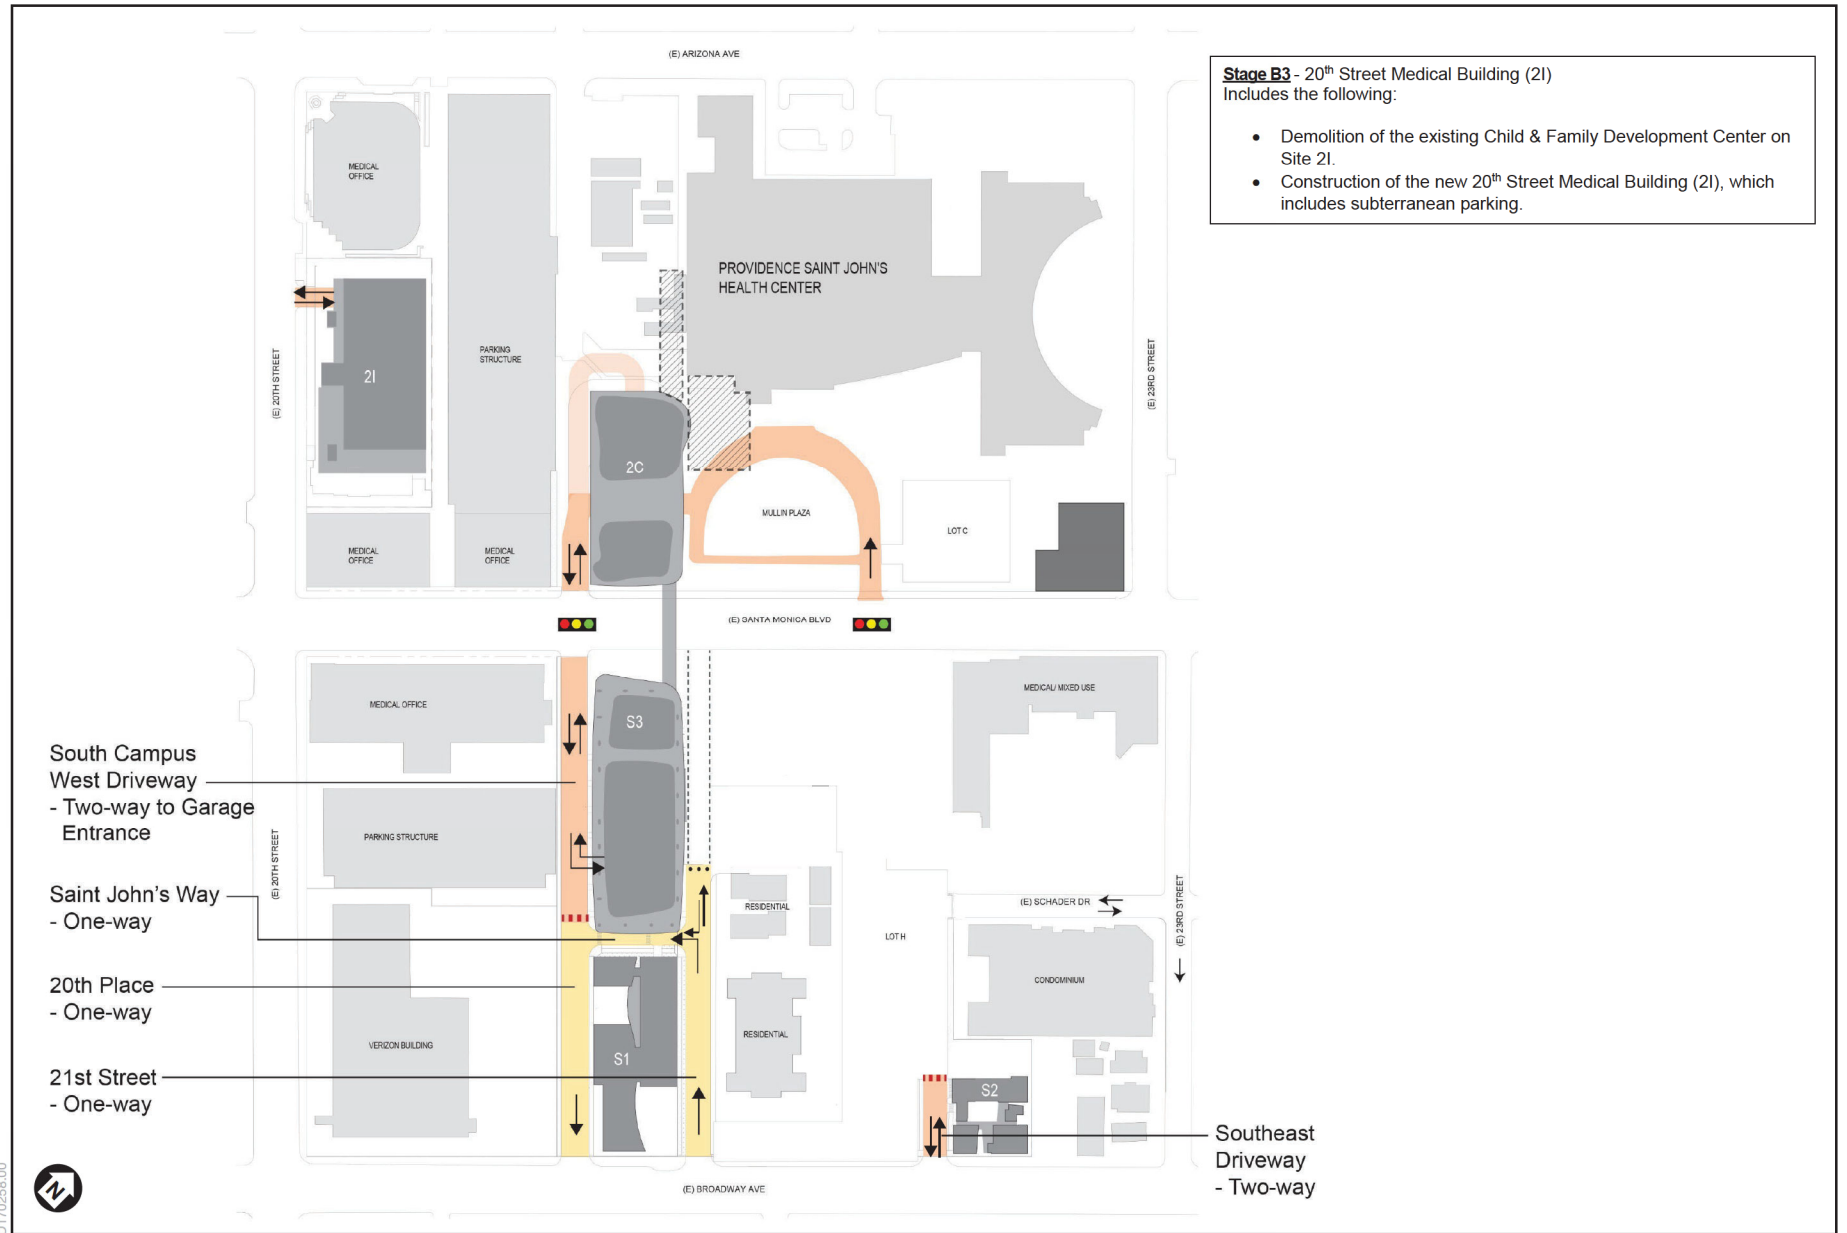 (E) ARIZONA AVE
Stage B3 - 20th Street Medical Building (2I)
Includes the following:
• Demolition of the existing Child & Family Development Center on
Site 2I.
• Construction of the new 20th Street Medical Building (2I), which
includes subterranean parking.
MEDICAL
OFFICE
PROVIDENCE SAINT JOHN'S
HEALTH CENTER
(E) 20TH STREET
2I
PARKING
STRUCTURE
(E) 23RD STREET
2C
MULLIN PLAZA
LOT C
MEDICAL
OFFICE
MEDICAL
OFFICE
(E) SANTA MONICA BLVD
MEDICAL OFFICE
S3
MEDICAL/ MIXED USE
South Campus
West Driveway
- Two-way to Garage
Entrance
(E) 20TH STREET
PARKING STRUCTURE
Saint John's Way
- One-way
RESIDENTIAL
LOT H
(E) SCHADER DR
(E) 23RD STREET
20th Place
- One-way
CONDOMINIUM
VERIZON BUILDING
S1
RESIDENTIAL
21st Street
- One-way
S2
Southeast
Driveway
- Two-way
(E) BROADWAY AVE
N